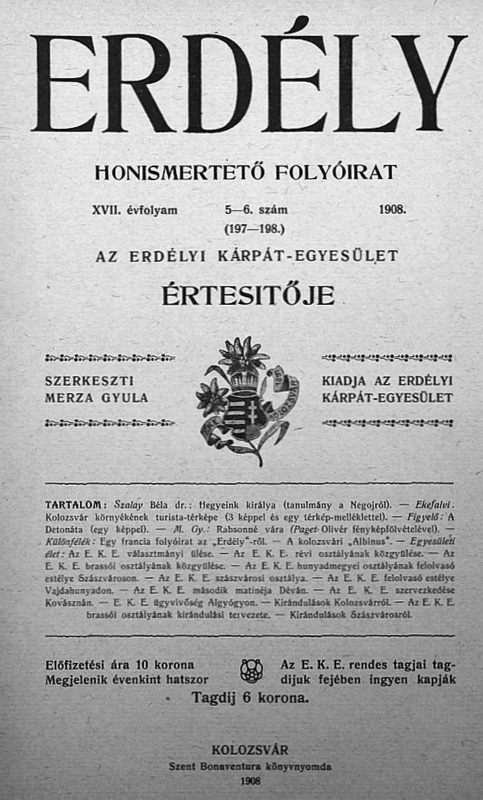 ERDÉLY
HONISMERTETŐ FOLYÓIRAT
XVII. évfolyam 5—6. szám 1908.
(197—198.)
AZ ERDÉLYI KÁRPÁT-EGYESÜLET
ÉRTESITŐJE
SZERKESZTI
MERZA GYULA
KIADJA AZ ERDÉLYI
KÁRPÁT-EGYESÜLET
TARTALOM: Szalay Béla dr.: Hegyeink királya (tanulmány a Negojról). — Ekefalvi.
Kolozsvár környékének turista-térképe (3 képpel és egy térkép-melléklettel). — Figyelő: A
Detonáta (egy képpel). — M. Gy.: Rabsonné vára (Paget-Olivér fényképfölvételével). —
Különfélék: Egy francia folyóirat az „Erdély"-ről. — A kolozsvári „Albinus". — Egyesületi
élet: Az E. K. E. választmányi ülése. — Az E. K. E. révi osztályának közgyülése. — Az
E. K. E. brassói osztályának közgyülése. — Az E. K. E. hunyadmegyei osztályának felolvasó
estélye Szászvároson. — Az E. K. E. szászvárosi osztálya. — Az E. K. E. felolvasó estélye
Vajdahunyadon. — Az E. K. E. második matinéja Déván. — Az E. K. E. szervezkedése
Kovásznán. — E. K. E. ügyvivőség Algyógyon. — Kirándulások Kolozsvárról. — Az E. K. E.
brassói osztályának kirándulási tervezete. — Kirándulások Szászvárosról.
Előfizetési ára 10 korona
Megjelenik évenkint hatszor
Az E. K. E. rendes tagjai tag-
dijuk fejében ingyen kapják
Tagdij 6 korona.
KOLOZSVÁR
Szent Bonaventura könyvnyomda
1908